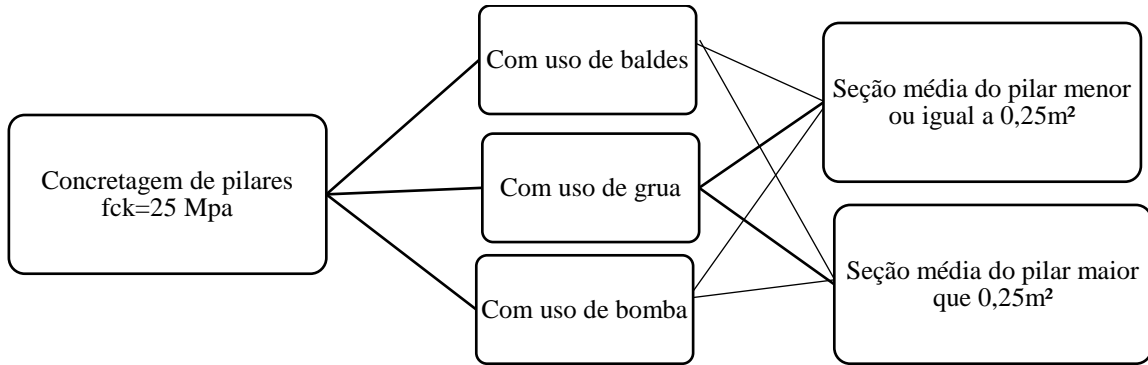 Concretagem de pilares
fck=25 Mpa
Com uso de baldes
Com uso de grua
Com uso de bomba
Seção média do pilar menor
ou igual a 0,25m²
Seção média do pilar maior
que 0,25m²